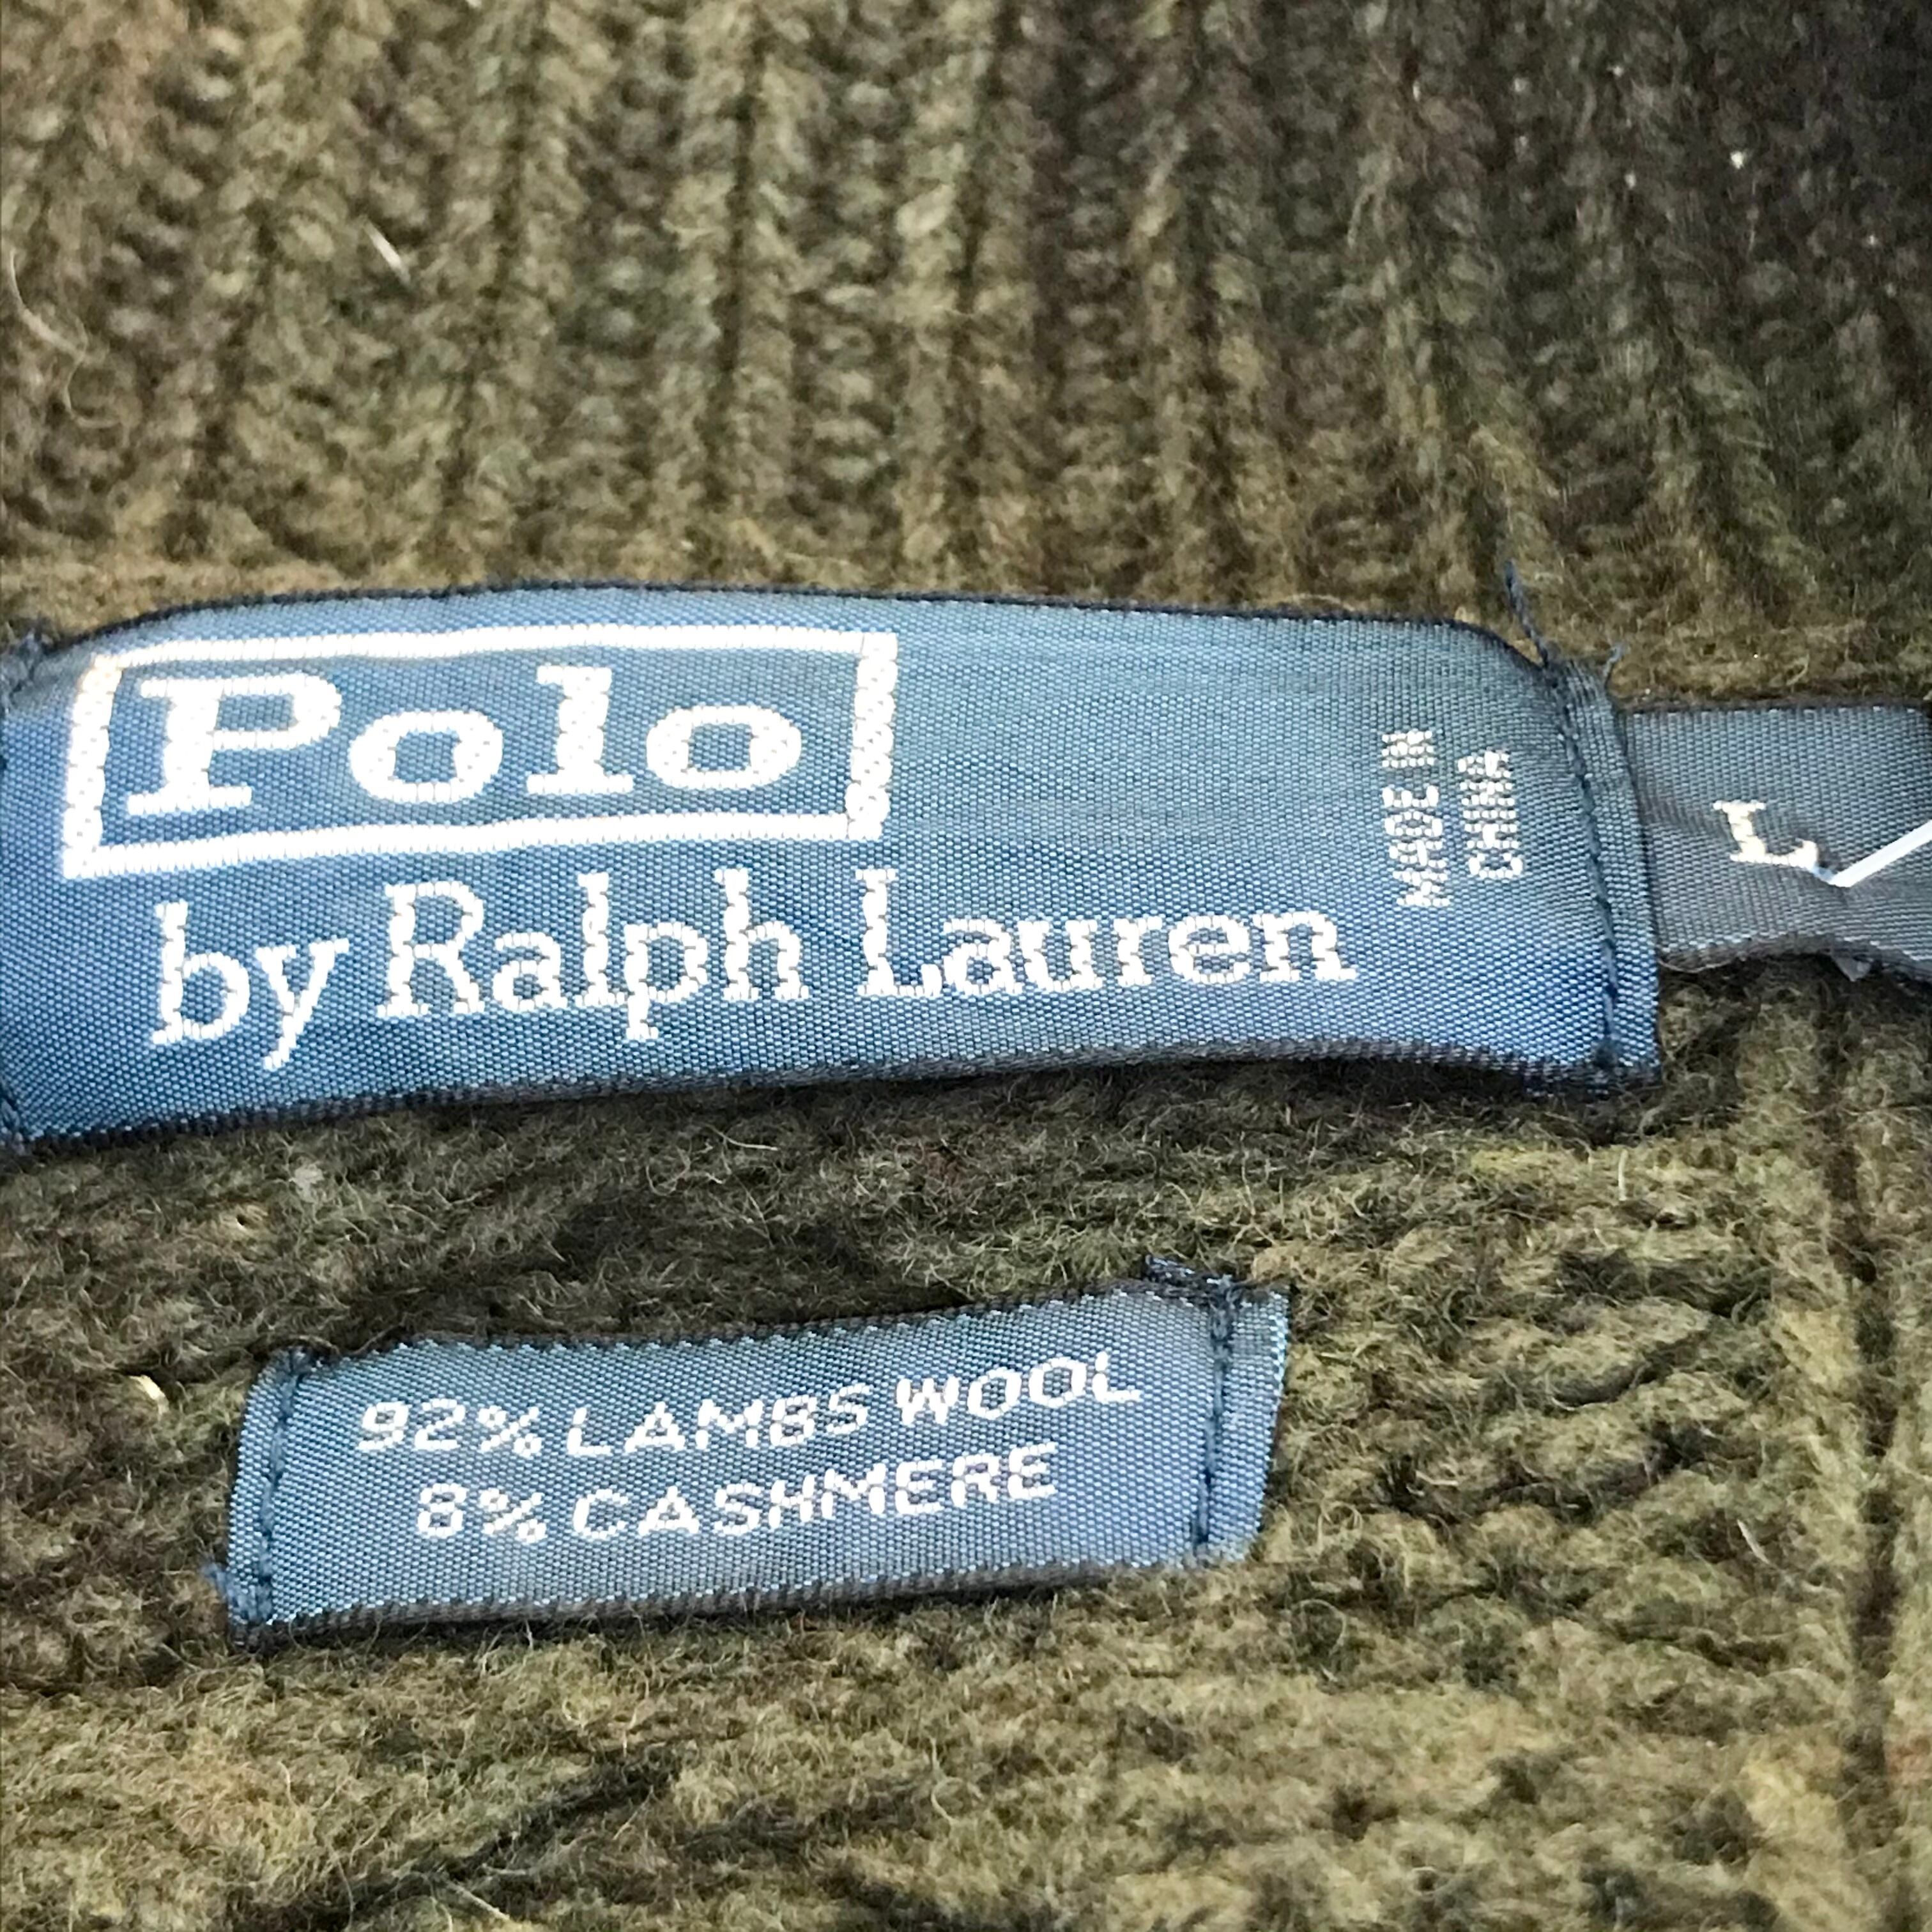 Polo
by Ralph Lauren
MADE IN
CHINA
L
92% LAMBS WOOL
8% CASHMERE